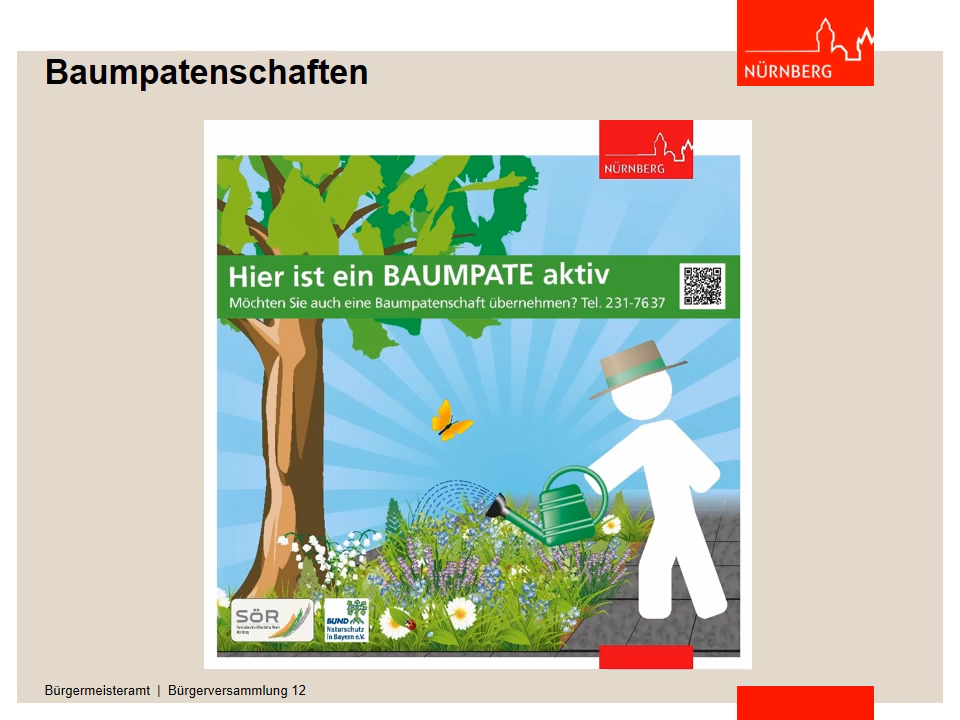 Baumpatenschaften
NÜRNBERG
NÜRNBERG
Hier ist ein BAUMPATE aktiv
Möchten Sie auch eine Baumpatenschaft übernehmen? Tel. 231-7637
SÖR
BUND
Naturschutz
in Bayern e.V.
Bürgermeisteramt | Bürgerversammlung 12